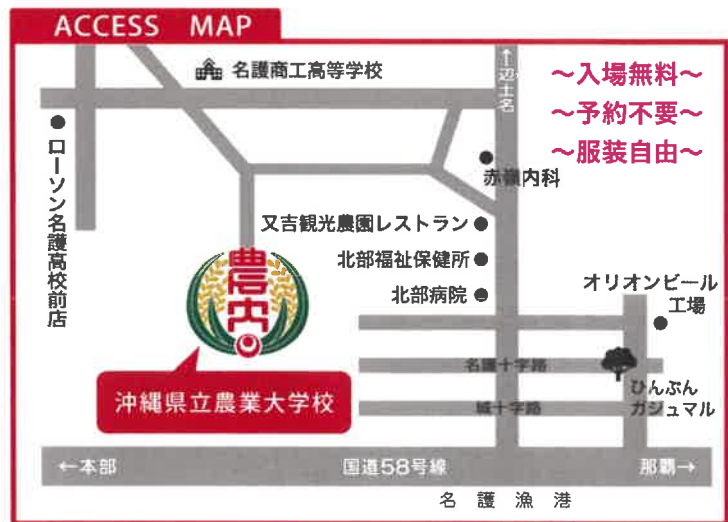 ACCESS MAP
名護商工高等学校
↑辺土名
～入場無料～
～予約不要～
～服装自由～
ローソン名護高校前店
赤嶺内科
又吉観光農園レストラン
北部福祉保健所
北部病院
オリオンビール
工場
農大
名護十字路
ひんぷん
ガジュマル
沖縄県立農業大学校
城十字路
←本部
国道58号線
那覇→
名護漁港